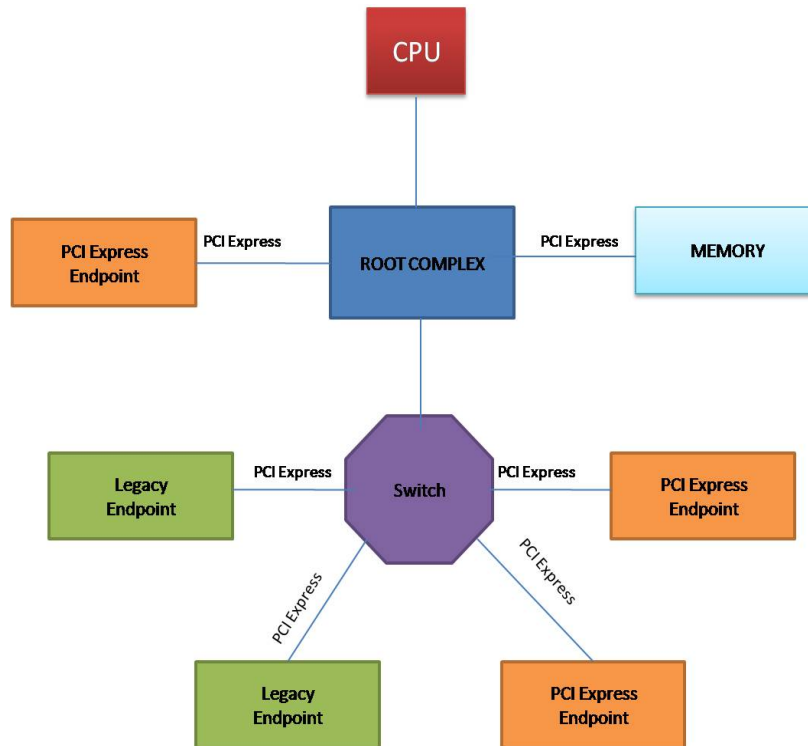 CPU
PCI Express
Endpoint
PCI Express
ROOT COMPLEX
PCI Express
MEMORY
Legacy
Endpoint
PCI Express
Switch
PCI Express
PCI Express
Endpoint
PCI Express
PCI Express
Legacy
Endpoint
PCI Express
Endpoint